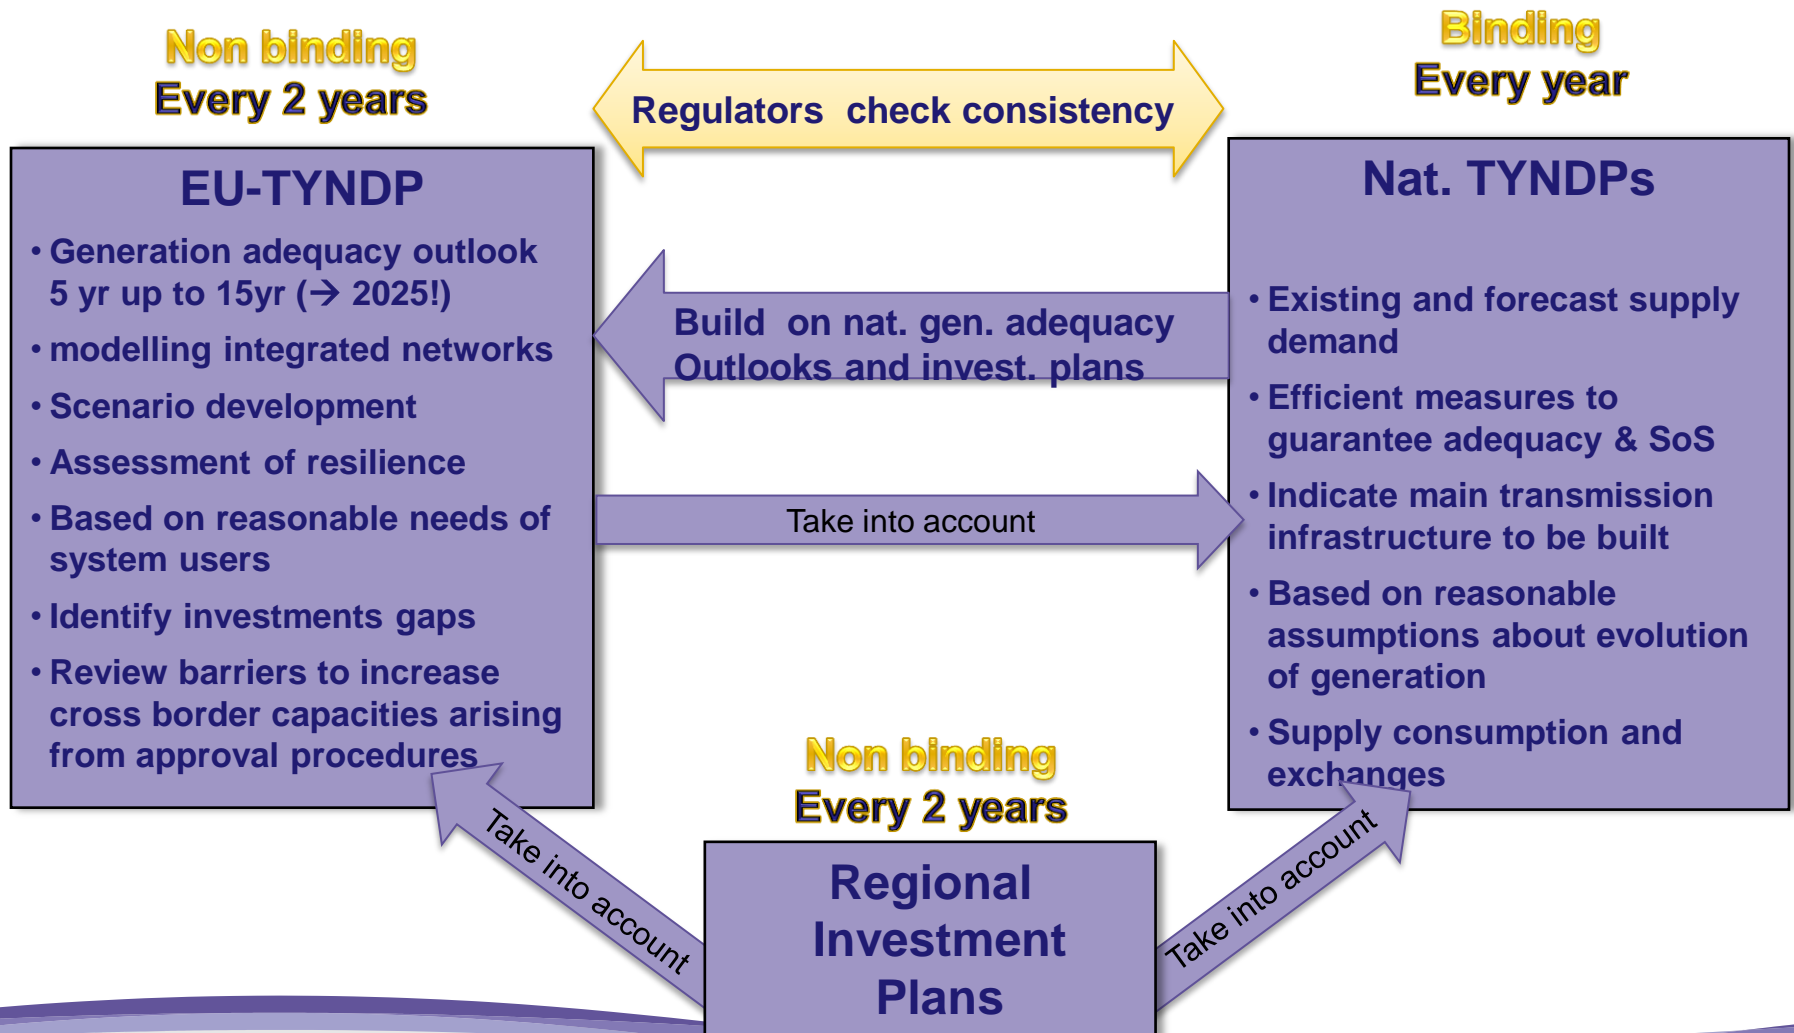 Non binding
Every 2 years
Binding
Every year
Regulators check consistency
EU-TYNDP
• Generation adequacy outlook
5 yr up to 15yr (→ 2025!)
• modelling integrated networks
• Scenario development
• Assessment of resilience
• Based on reasonable needs of
system users
• Identify investments gaps
• Review barriers to increase
cross border capacities arising
from approval procedures
Build on nat. gen. adequacy
Outlooks and invest. plans
Take into account
Nat. TYNDPs
• Existing and forecast supply
demand
• Efficient measures to
guarantee adequacy & SoS
• Indicate main transmission
infrastructure to be built
• Based on reasonable
assumptions about evolution
of generation
• Supply consumption and
exchanges
Non binding
Every 2 years
Take into account
Regional
Investment
Plans
Take into account